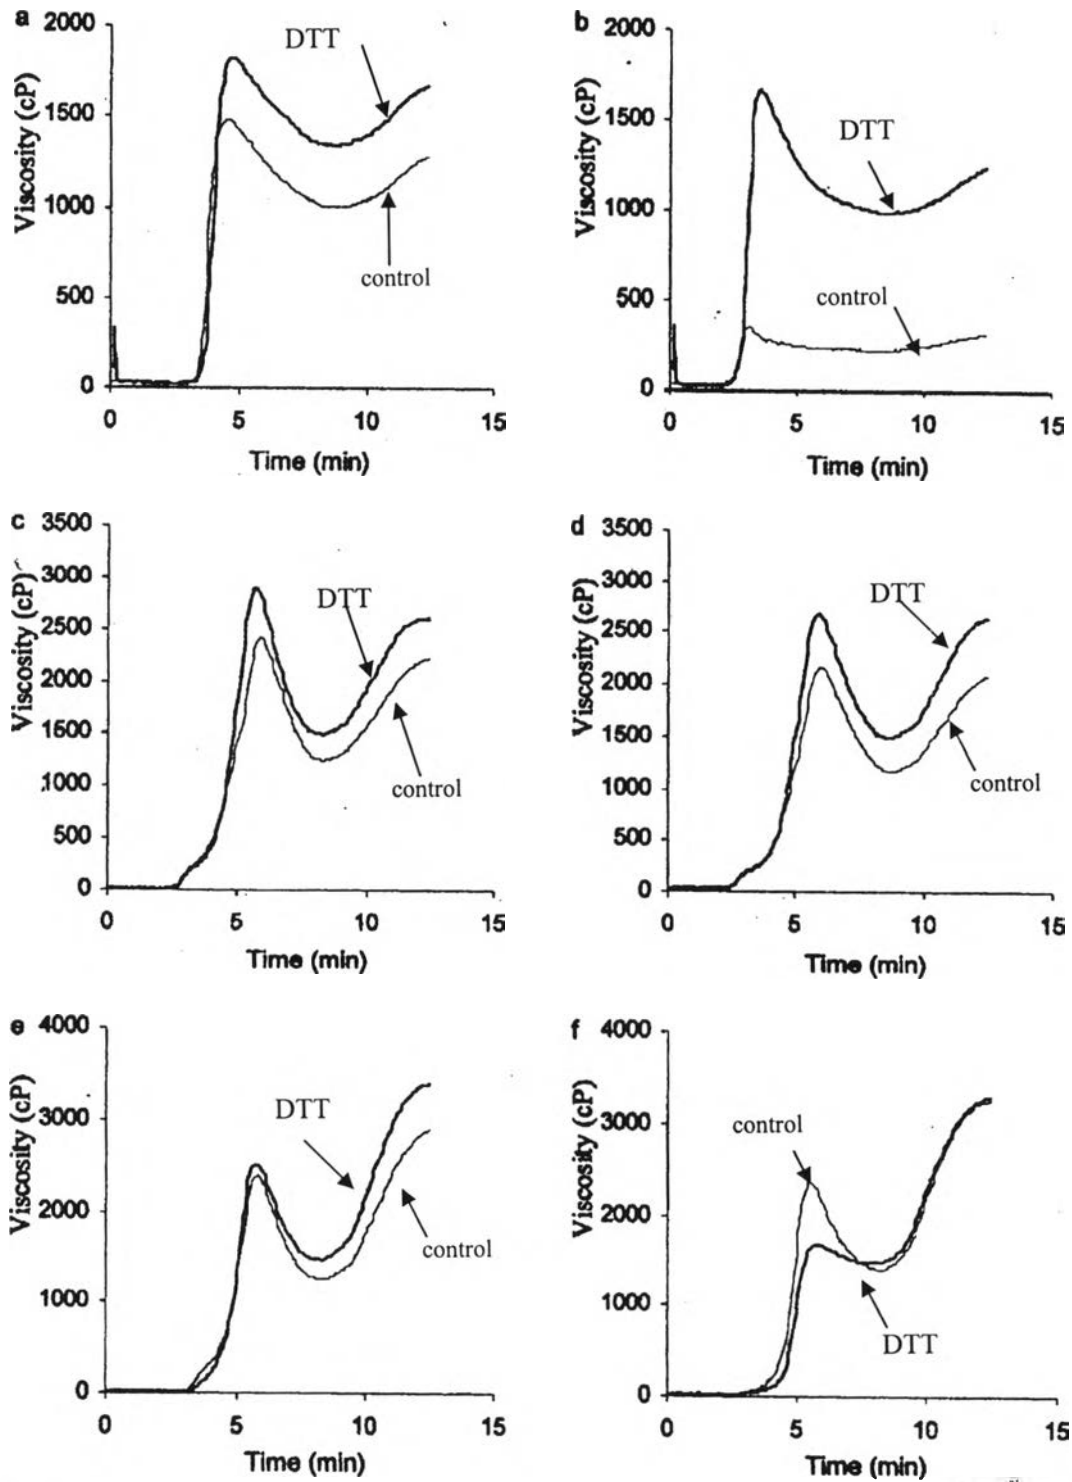 a 2000
1500
1000
500
0
Viscosity (cP)
DTT
control
0 5 10 15
Time (min)
b 2000
1500
1000
500
0
Viscosity (cP)
DTT
control
0 5 10 15
Time (min)
c 3500
3000
2500
2000
1500
1000
500
0
Viscosity (cP)
DTT
control
0 5 10 15
Time (min)
d 3500
3000
2500
2000
1500
1000
500
0
Viscosity (cP)
DTT
control
0 5 10 15
Time (min)
e 4000
3000
2000
1000
0
Viscosity (cP)
DTT
control
0 5 10 15
Time (min)
f 4000
3000
2000
1000
0
Viscosity (cP)
control
DTT
0 5 10 15
Time (min)